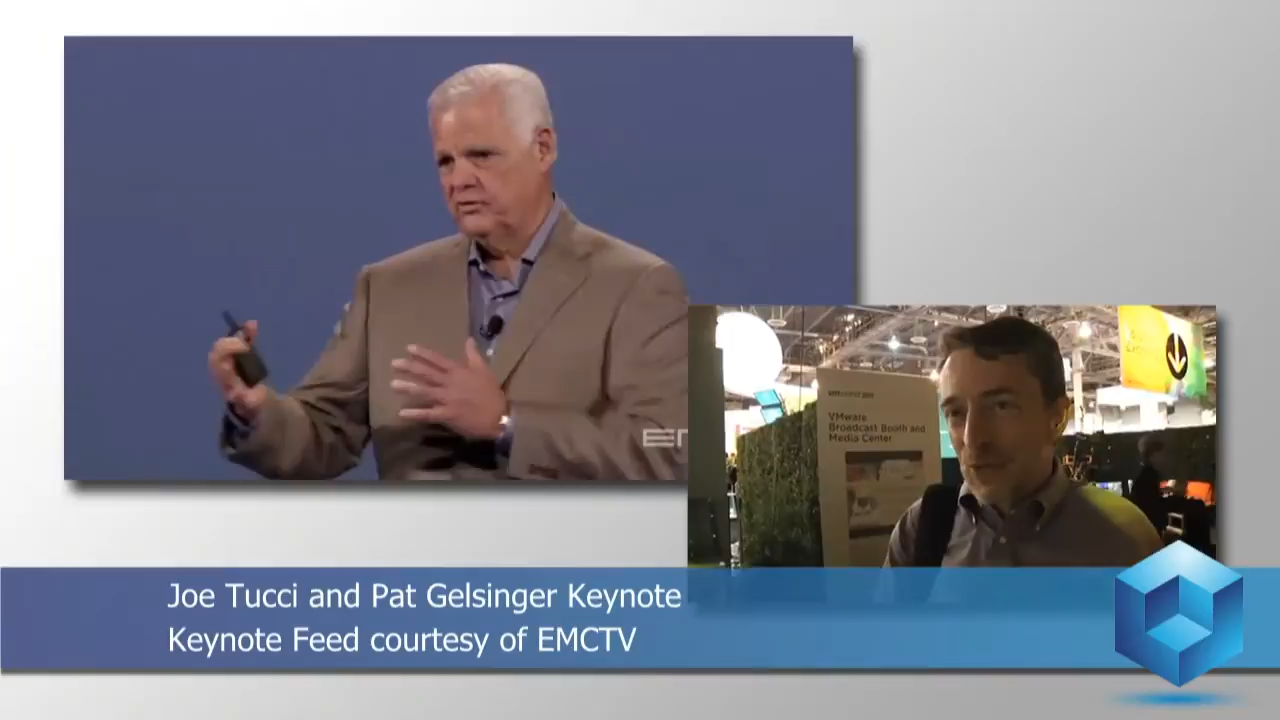 VMware
Broadcast Booth and
Media Center
Joe Tucci and Pat Gelsinger Keynote
Keynote Feed courtesy of EMCTV